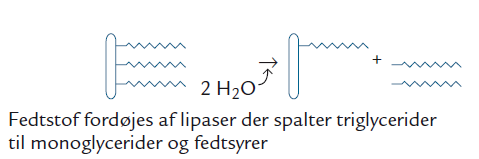 +
2 H₂O
Fedtstof fordøjes af lipaser der spalter triglycerider
til monoglycerider og fedtsyrer